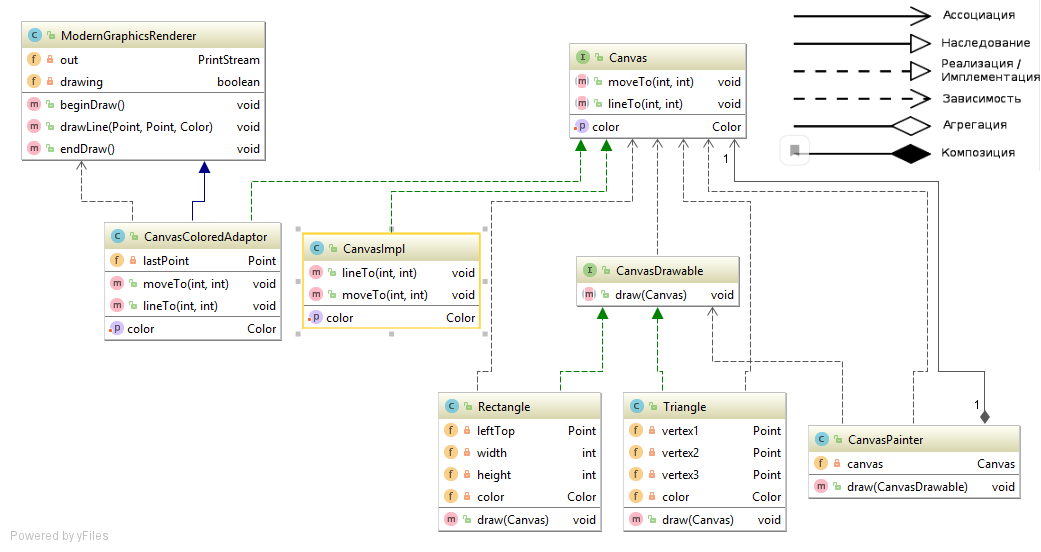 ModernGraphicsRenderer
out PrintStream
drawing boolean
beginDraw() void
drawLine(Point, Point, Color) void
endDraw() void
Canvas
moveTo(int, int) void
lineTo(int, int) void
color Color
Ассоциация
Наследование
Реализация /
Имплементация
Зависимость
Агрегация
Композиция
1
CanvasColoredAdaptor
lastPoint Point
moveTo(int, int) void
lineTo(int, int) void
color Color
CanvasImpl
lineTo(int, int) void
moveTo(int, int) void
color Color
CanvasDrawable
draw(Canvas) void
Rectangle
leftTop Point
width int
height int
color Color
draw(Canvas) void
Triangle
vertex1 Point
vertex2 Point
vertex3 Point
color Color
draw(Canvas) void
1
CanvasPainter
canvas Canvas
draw(CanvasDrawable) void
Powered by yFiles